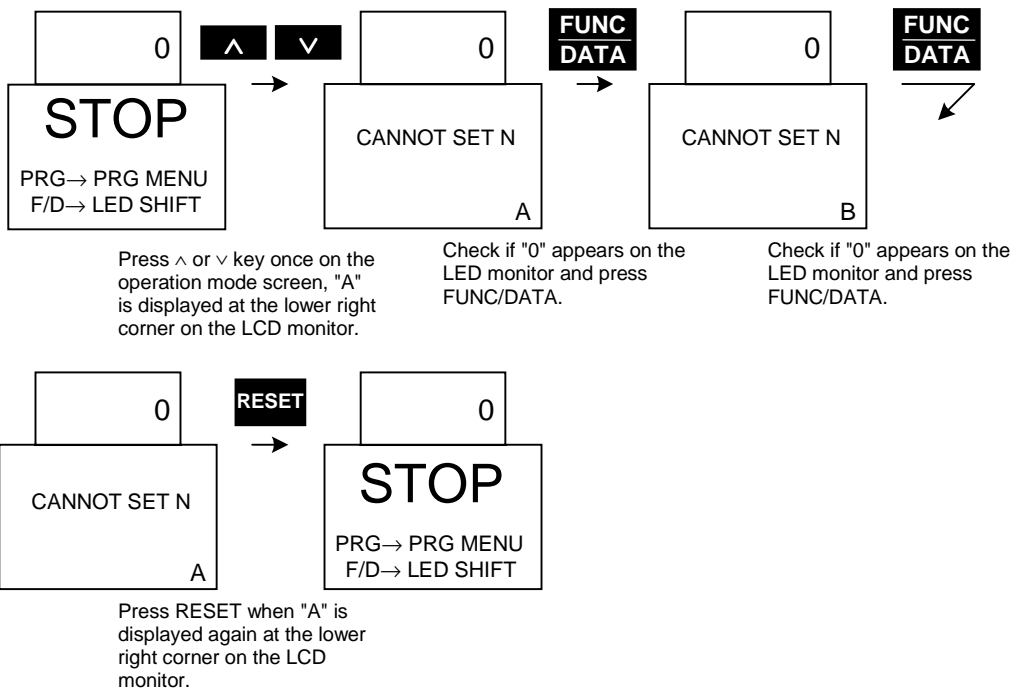 0
∧
∨
0
FUNC
DATA
0
FUNC
DATA
STOP
PRG→ PRG MENU
F/D→ LED SHIFT
CANNOT SET N
A
CANNOT SET N
B
Press ∧ or ∨ key once on the
operation mode screen, "A"
is displayed at the lower right
corner on the LCD monitor.
Check if "0" appears on the
LED monitor and press
FUNC/DATA.
Check if "0" appears on the
LED monitor and press
FUNC/DATA.
0
RESET
0
CANNOT SET N
A
STOP
PRG→ PRG MENU
F/D→ LED SHIFT
Press RESET when "A" is
displayed again at the lower
right corner on the LCD
monitor.